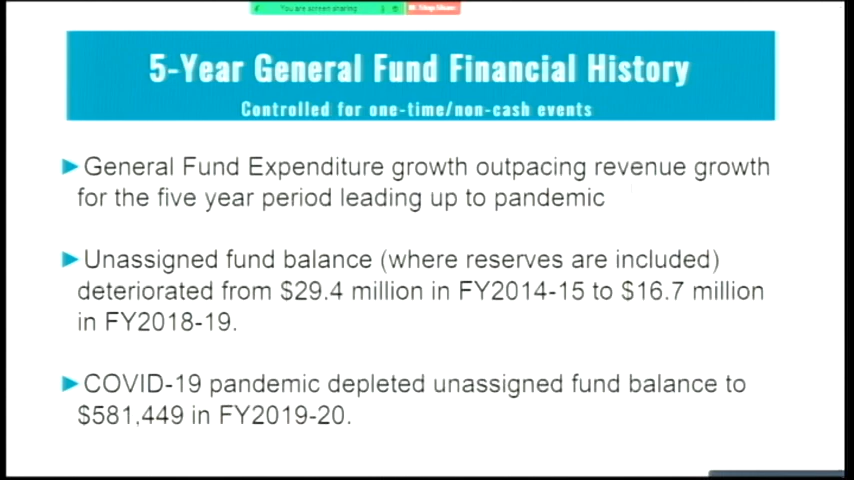 You are screen sharing
Stop Share
5-Year General Fund Financial History
Controlled for one-time/non-cash events
General Fund Expenditure growth outpacing revenue growth
for the five year period leading up to pandemic
Unassigned fund balance (where reserves are included)
deteriorated from $29.4 million in FY2014-15 to $16.7 million
in FY2018-19.
COVID-19 pandemic depleted unassigned fund balance to
$581,449 in FY2019-20.